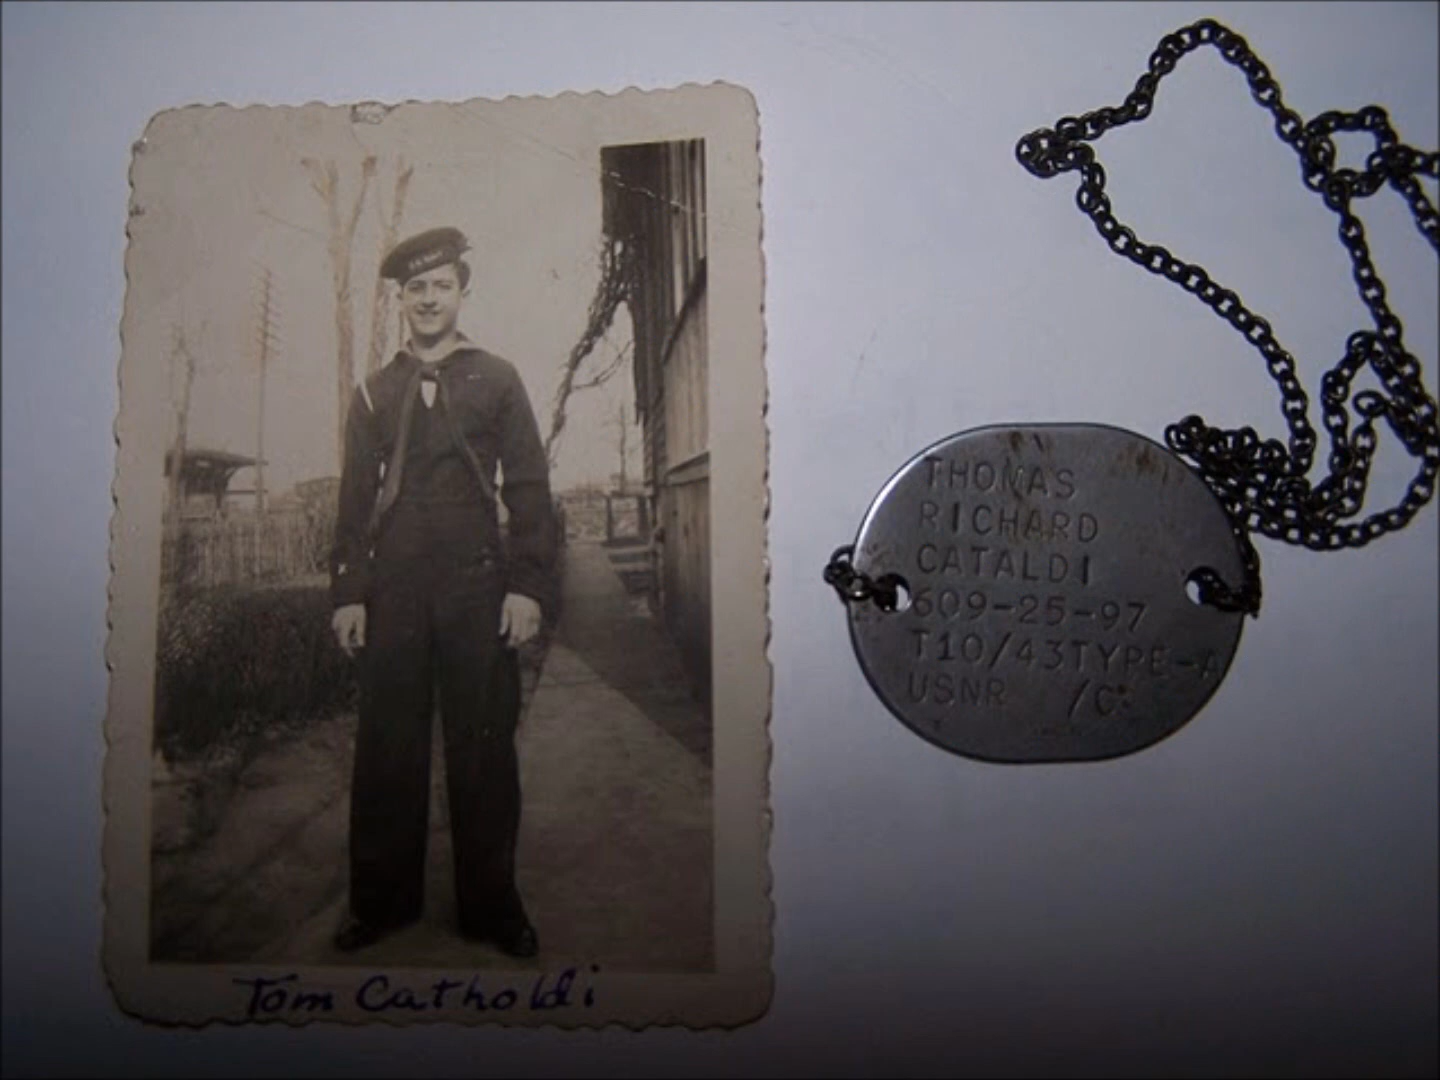 Tom Catholdi
THOMAS
RICHARD
CATALDI
609-25-97
T10/43TYPE-A
USNR /C